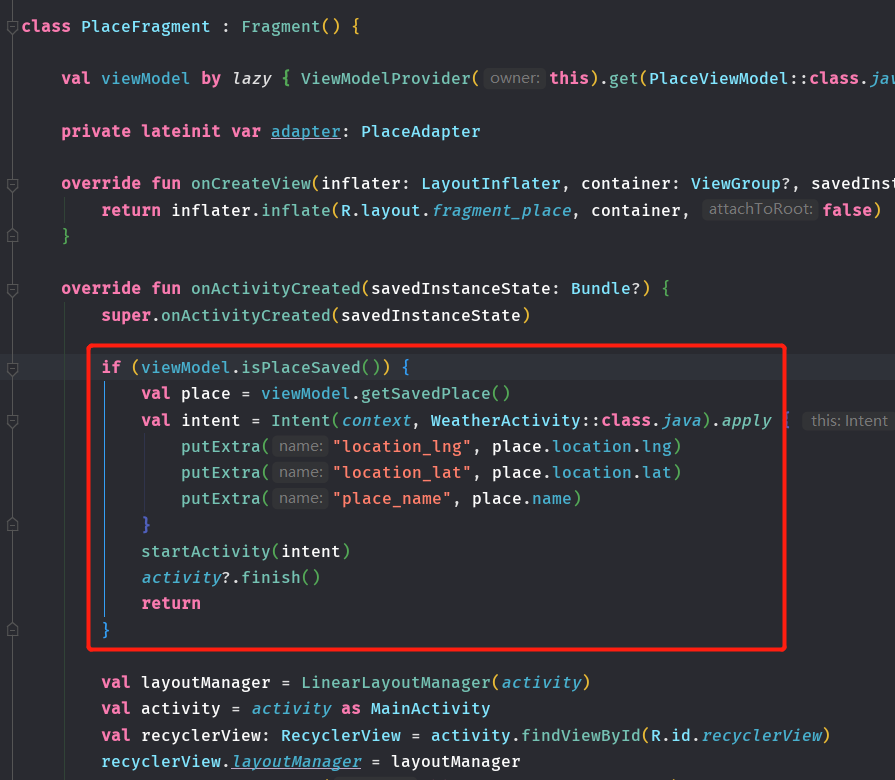 class PlaceFragment : Fragment() {
val viewModel by lazy { ViewModelProvider( owner: this).get(PlaceViewModel::class.jav
private lateinit var adapter: PlaceAdapter
override fun onCreateView(inflater: LayoutInflater, container: ViewGroup?, savedInst
return inflater.inflate(R.layout.fragment_place, container, attachToRoot: false)
}
override fun onActivityCreated(savedInstanceState: Bundle?) {
super.onActivityCreated(savedInstanceState)
if (viewModel.isPlaceSaved()) {
val place = viewModel.getSavedPlace()
val intent = Intent(context, WeatherActivity::class.java).apply { this: Intent
putExtra( name: "location_lng", place.location.lng)
putExtra( name: "location_lat", place.location.lat)
putExtra( name: "place_name", place.name)
}
startActivity(intent)
activity?.finish()
return
}
val layoutManager = LinearLayoutManager(activity)
val activity = activity as MainActivity
val recyclerView: RecyclerView = activity.findViewById(R.id.recyclerView)
recyclerView.layoutManager = layoutManager